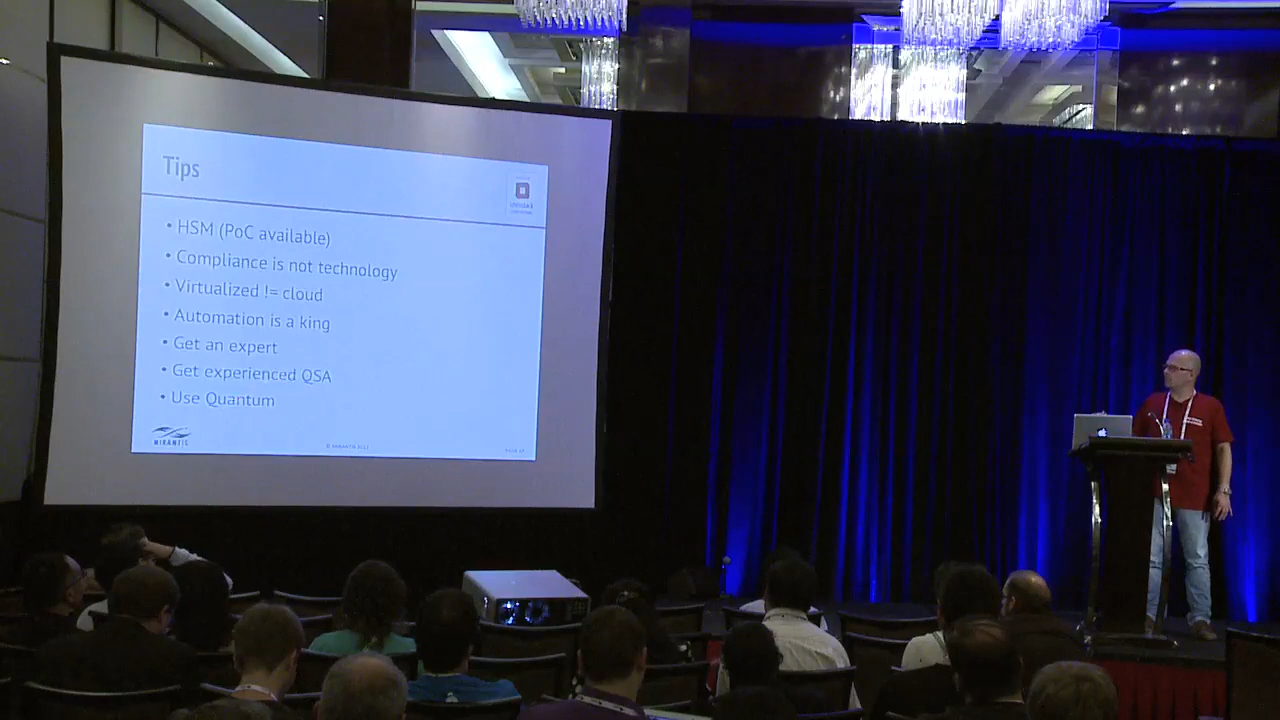 Tips
• HSM (PoC available)
• Compliance is not technology
• Virtualized != cloud
• Automation is a king
• Get an expert
• Get experienced QSA
• Use Quantum
MIRANTIS